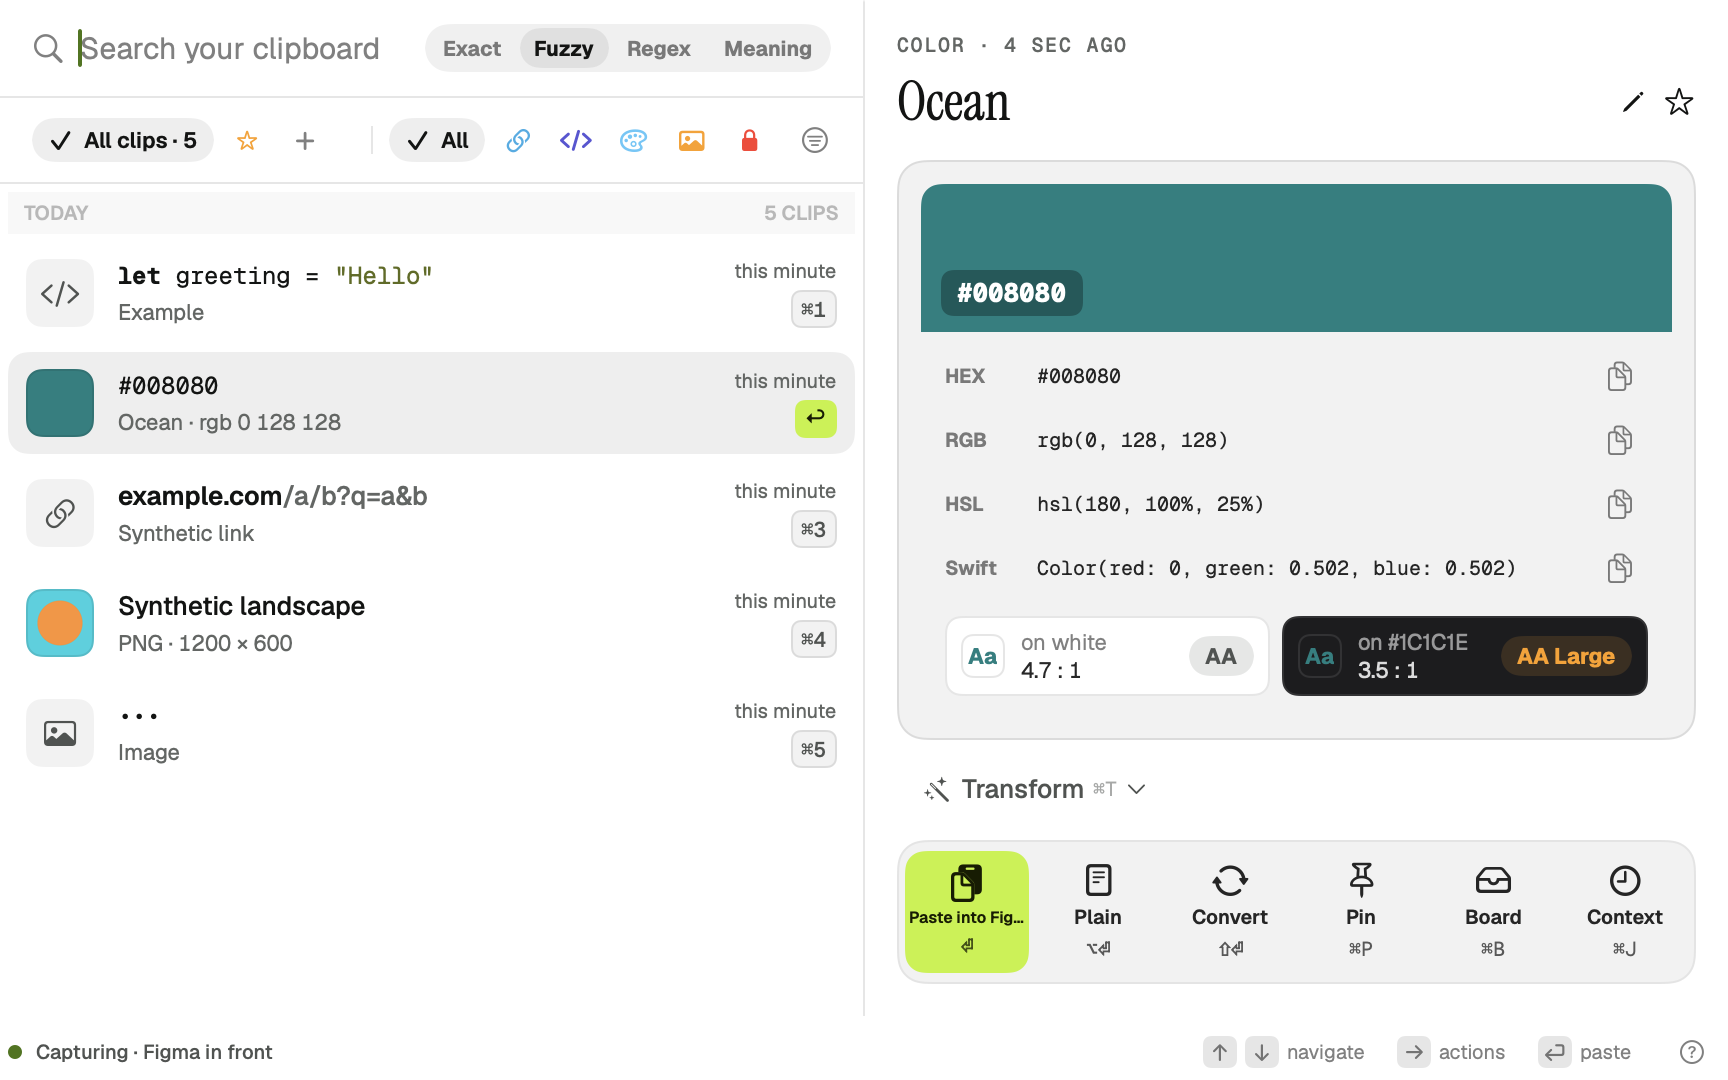 Search your clipboard
Exact Fuzzy Regex Meaning
All clips · 5
All
TODAY 5 CLIPS
let greeting = "Hello" this minute
Example ⌘1
#008080 this minute
Ocean · rgb 0 128 128
example.com/a/b?q=a&b this minute
Synthetic link ⌘3
Synthetic landscape this minute
PNG · 1200 × 600 ⌘4
... this minute
Image ⌘5
Capturing · Figma in front
COLOR · 4 SEC AGO
Ocean
#008080
HEX #008080
RGB rgb(0, 128, 128)
HSL hsl(180, 100%, 25%)
Swift Color(red: 0, green: 0.502, blue: 0.502)
Aa on white 4.7 : 1 AA
Aa on #1C1C1E 3.5 : 1 AA Large
Transform ⌘T
Paste into Fig... Plain Convert Pin Board Context
⏎ ⌥⏎ ⇧⏎ ⌘P ⌘B ⌘J
↑ ↓ navigate → actions ↩ paste ?